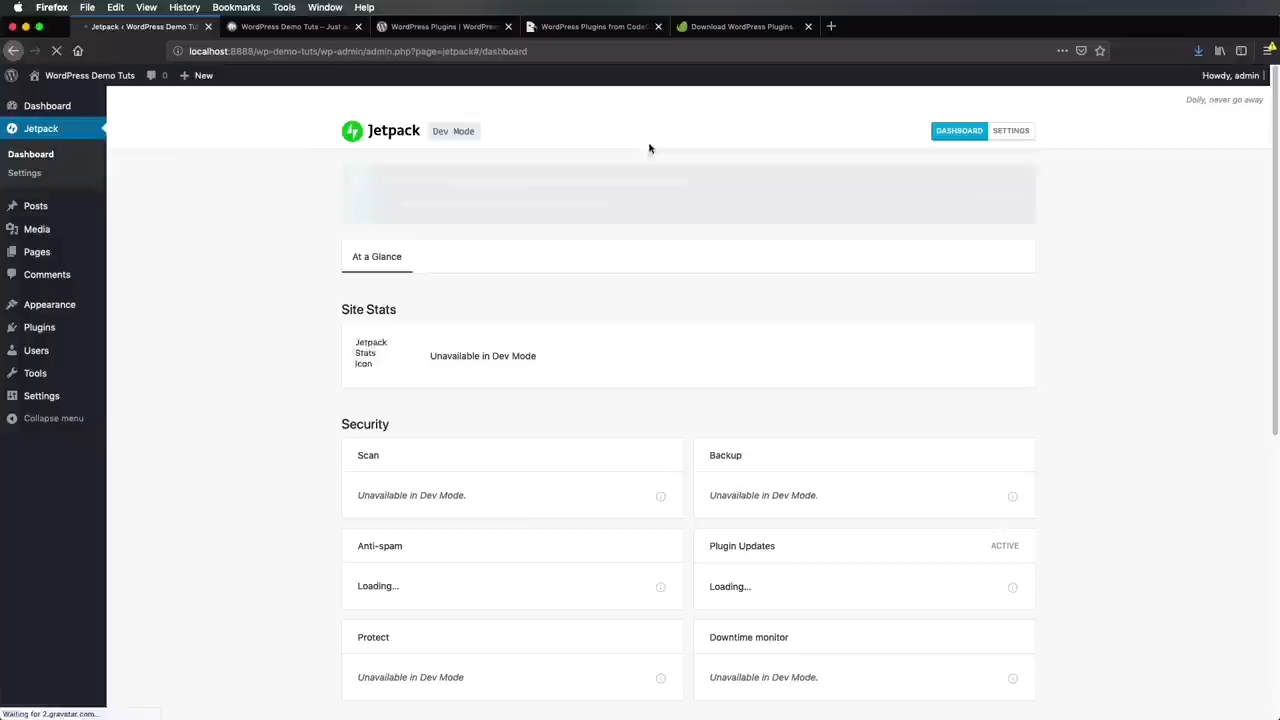 Firefox File Edit View History Bookmarks Tools Window Help
Jetpack ‹ WordPress Demo Tut
WordPress Demo Tuts – Just a
WordPress Plugins | WordPress
WordPress Plugins from CodeC
Download WordPress Plugins
localhost:8888/wp-demo-tuts/wp-admin/admin.php?page=jetpack#/dashboard
WordPress Demo Tuts 0 New Howdy, admin
Dolly, never go away
Dashboard
Jetpack
Dashboard
Settings
Posts
Media
Pages
Comments
Appearance
Plugins
Users
Tools
Settings
Collapse menu
Jetpack Dev Mode DASHBOARD SETTINGS
At a Glance
Site Stats
Jetpack
Stats
Icon
Unavailable in Dev Mode
Security
Scan
Unavailable in Dev Mode.
Backup
Unavailable in Dev Mode.
Anti-spam
Loading...
Plugin Updates ACTIVE
Loading...
Protect
Unavailable in Dev Mode
Downtime monitor
Unavailable in Dev Mode.
Waiting for 2.gravatar.com...